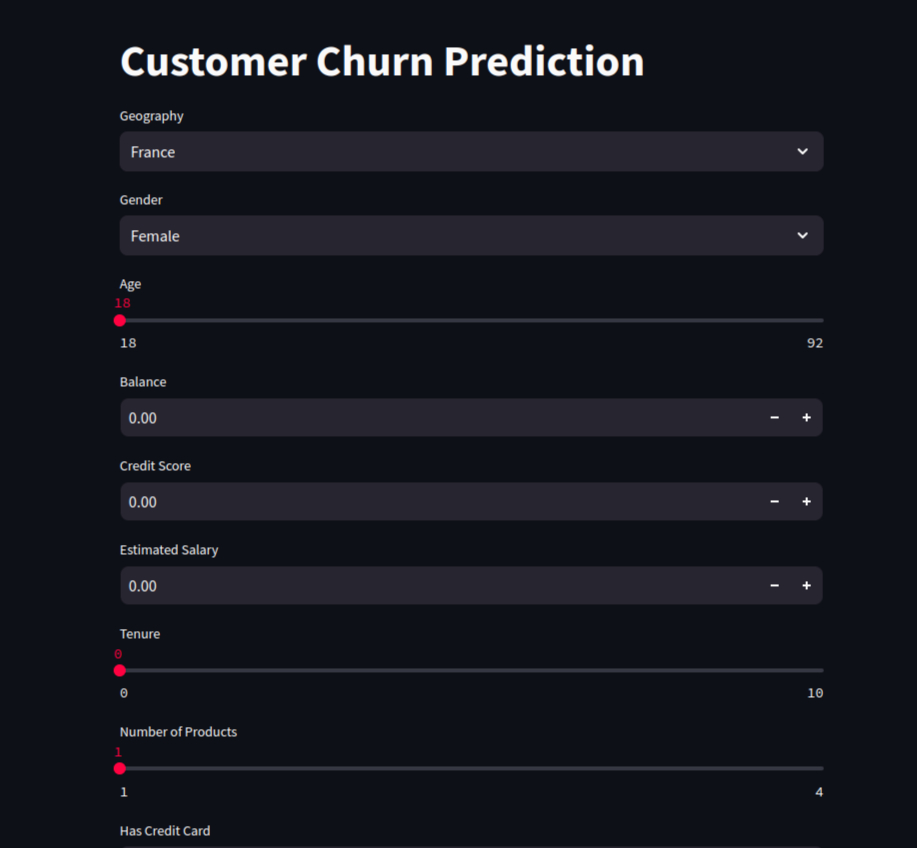 Customer Churn Prediction
Geography
France
Gender
Female
Age
18
18 92
Balance
0.00
Credit Score
0.00
Estimated Salary
0.00
Tenure
0
0 10
Number of Products
1
1 4
Has Credit Card